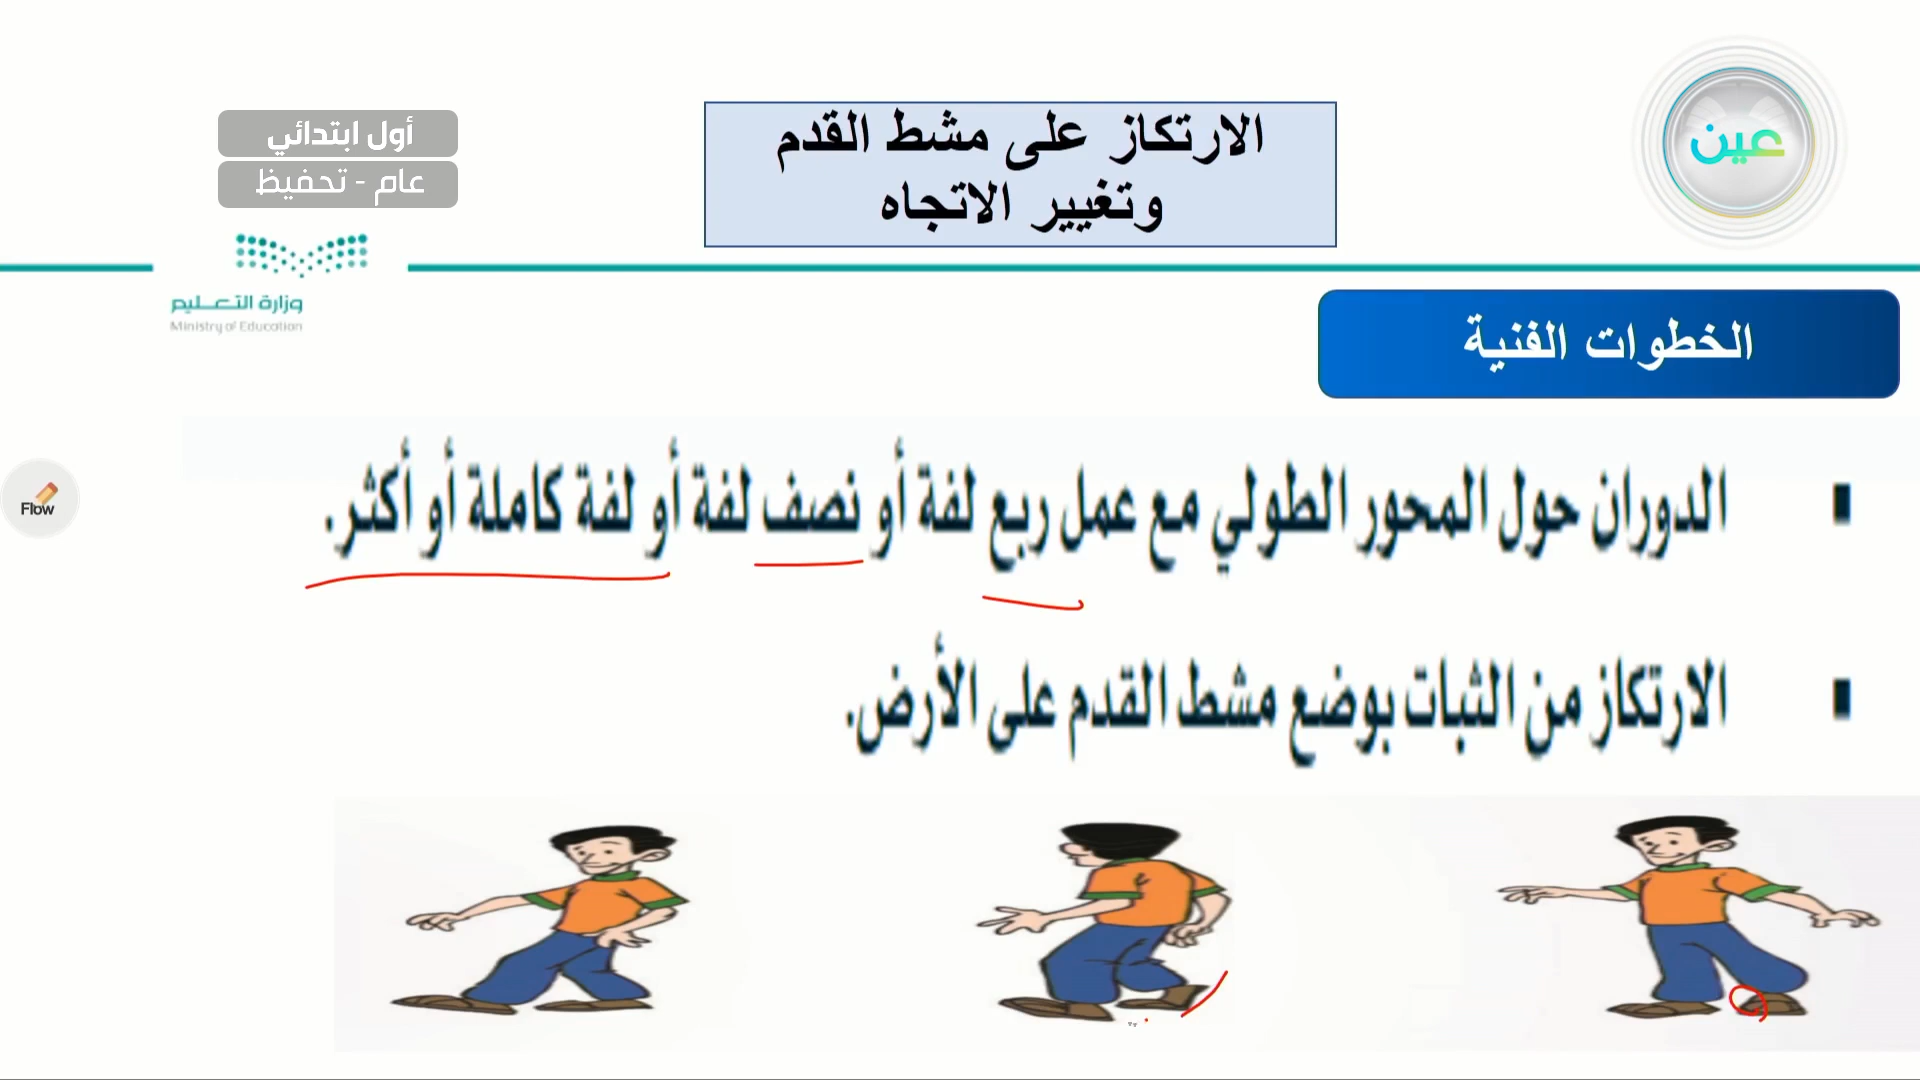 عين
الارتكاز على مشط القدم
وتغيير الاتجاه
أول ابتدائي
عام - تحفيظ
وزارة التعليم
Ministry of Education
الخطوات الفنية
▪ الدوران حول المحور الطولي مع عمل ربع لفة أو نصف لفة أو لفة كاملة أو أكثر.
▪ الارتكاز من الثبات بوضع مشط القدم على الأرض.
Flow